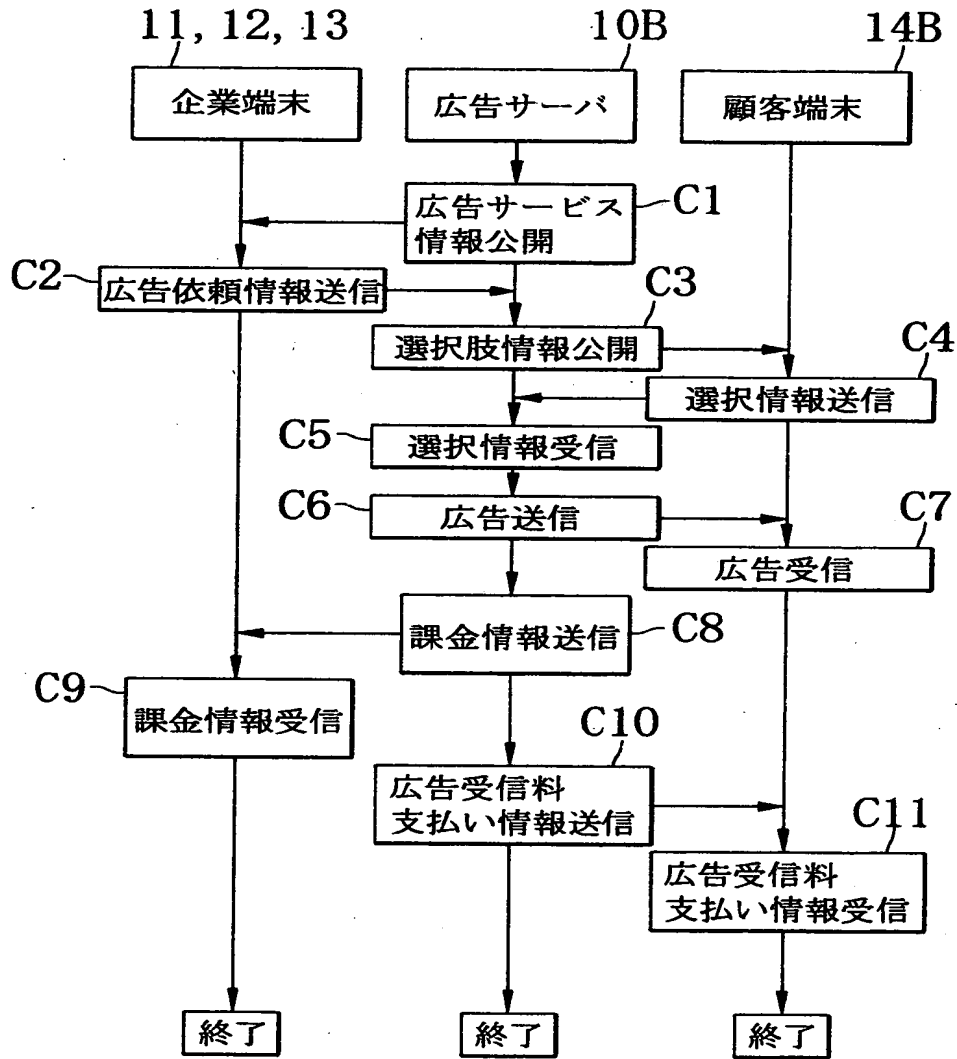 11, 12, 13
10B
14B
企業端末
広告サーバ
顧客端末
広告サービス
情報公開
C1
C2
広告依頼情報送信
C3
選択肢情報公開
C4
選択情報送信
C5
選択情報受信
C6
広告送信
C7
広告受信
課金情報送信
C8
C9
課金情報受信
C10
広告受信料
支払い情報送信
C11
広告受信料
支払い情報受信
終了
終了
終了